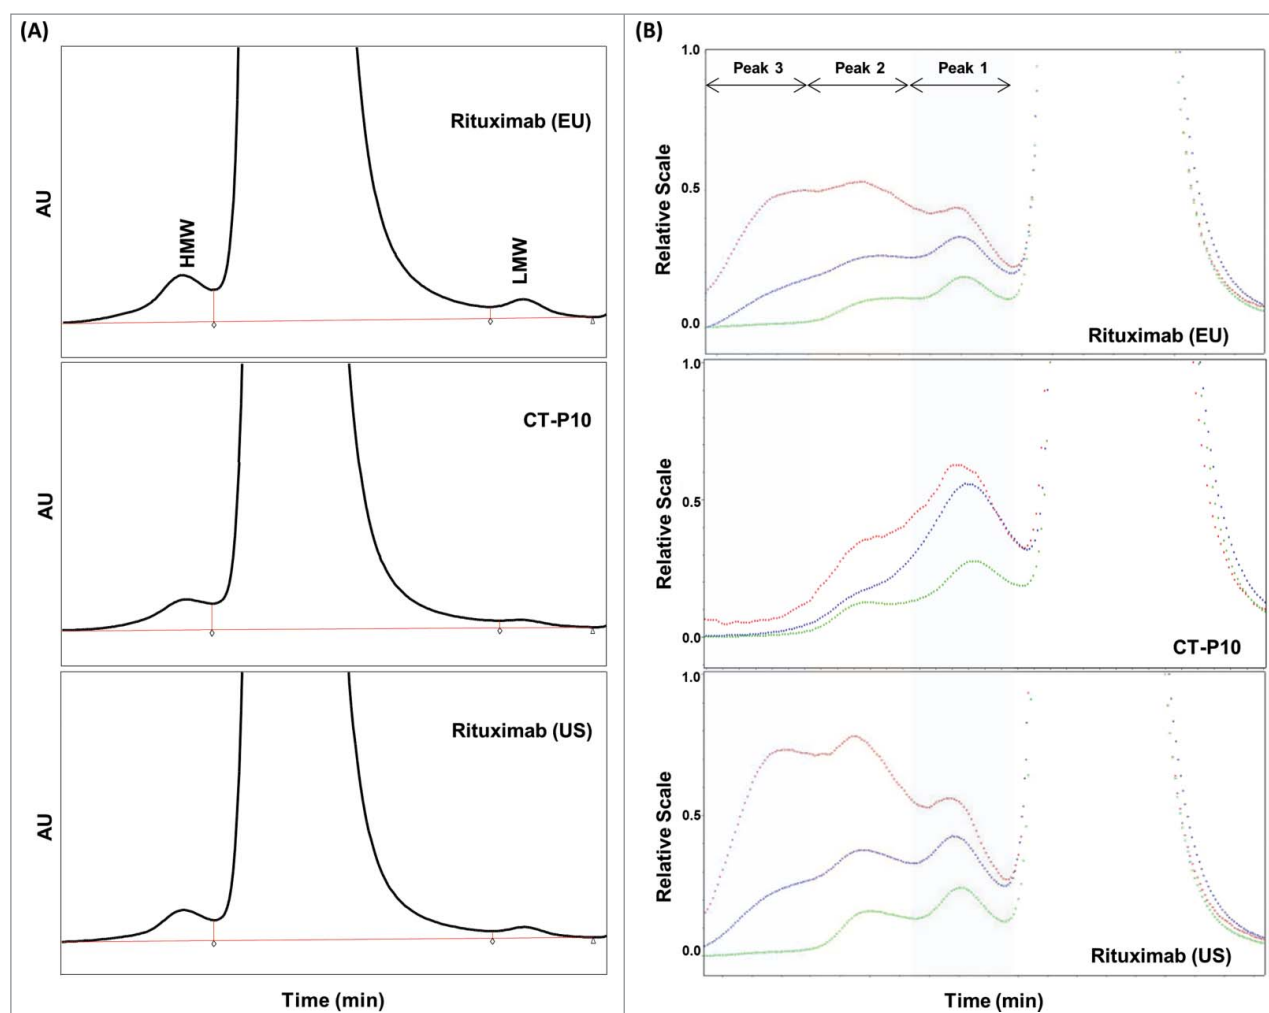 (A)
Rituximab (EU)
AU
HMW
LMW
CT-P10
AU
Rituximab (US)
AU
Time (min)
(B)
1.0
Peak 3
Peak 2
Peak 1
Relative Scale
0.5
0.0
Rituximab (EU)
1.0
Relative Scale
0.5
0.0
CT-P10
1.0
Relative Scale
0.5
0.0
Rituximab (US)
Time (min)